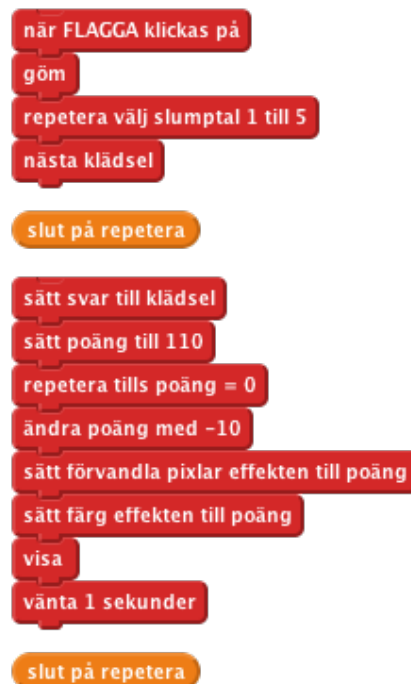 när FLAGGA klickas på
göm
repetera välj slumptal 1 till 5
nästa klädsel
slut på repetera
sätt svar till klädsel
sätt poäng till 110
repetera tills poäng = 0
ändra poäng med -10
sätt förvandla pixlar effekten till poäng
sätt färg effekten till poäng
visa
vänta 1 sekunder
slut på repetera